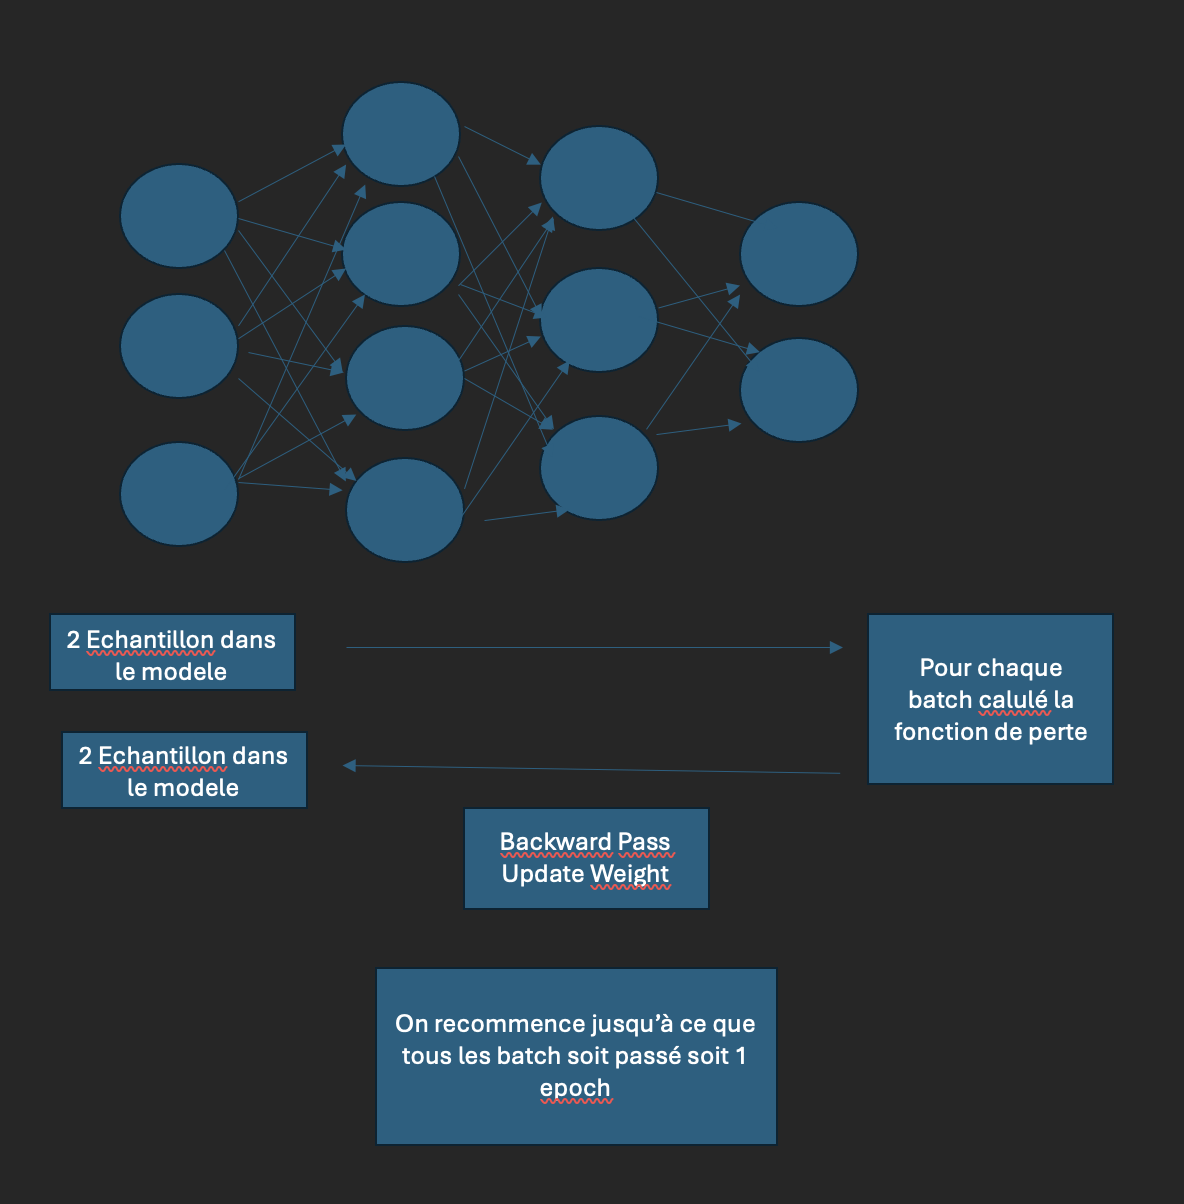 2 Echantillon dans
le modele
Pour chaque
batch calulé la
fonction de perte
2 Echantillon dans
le modele
Backward Pass
Update Weight
On recommence jusqu’à ce que
tous les batch soit passé soit 1
epoch